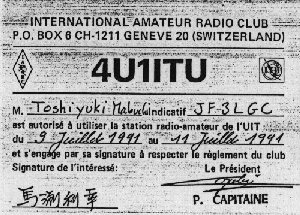 INTERNATIONAL AMATEUR RADIO CLUB
P.O. BOX 6 CH-1211 GENEVE 20 (SWITZERLAND)
4U1ITU
M. Toshiyuki Mabuchi Indicatif JF-3LGC
est autorisé à utiliser la station radio-amateur de l'UIT
du 9 Juillet 1991 au 11 Juillet 1991
et s'engage par sa signature à respecter le règlement du club
Signature de l'intéressé: Le Président
P. CAPITAINE